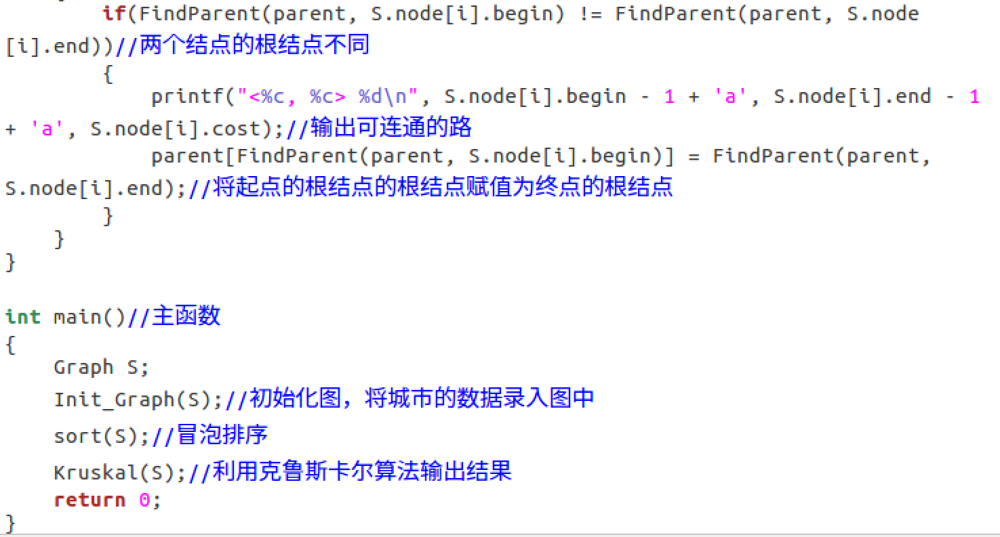 if(FindParent(parent, S.node[i].begin) != FindParent(parent, S.node
[i].end))//两个结点的根结点不同
{
printf("<%c, %c> %d\n", S.node[i].begin - 1 + 'a', S.node[i].end - 1
+ 'a', S.node[i].cost);//输出可连通的路
parent[FindParent(parent, S.node[i].begin)] = FindParent(parent,
S.node[i].end);//将起点的根结点的根结点赋值为终点的根结点
}
}
}
int main()//主函数
{
Graph S;
Init_Graph(S);//初始化图，将城市的数据录入图中
sort(S);//冒泡排序
Kruskal(S);//利用克鲁斯卡尔算法输出结果
return 0;
}